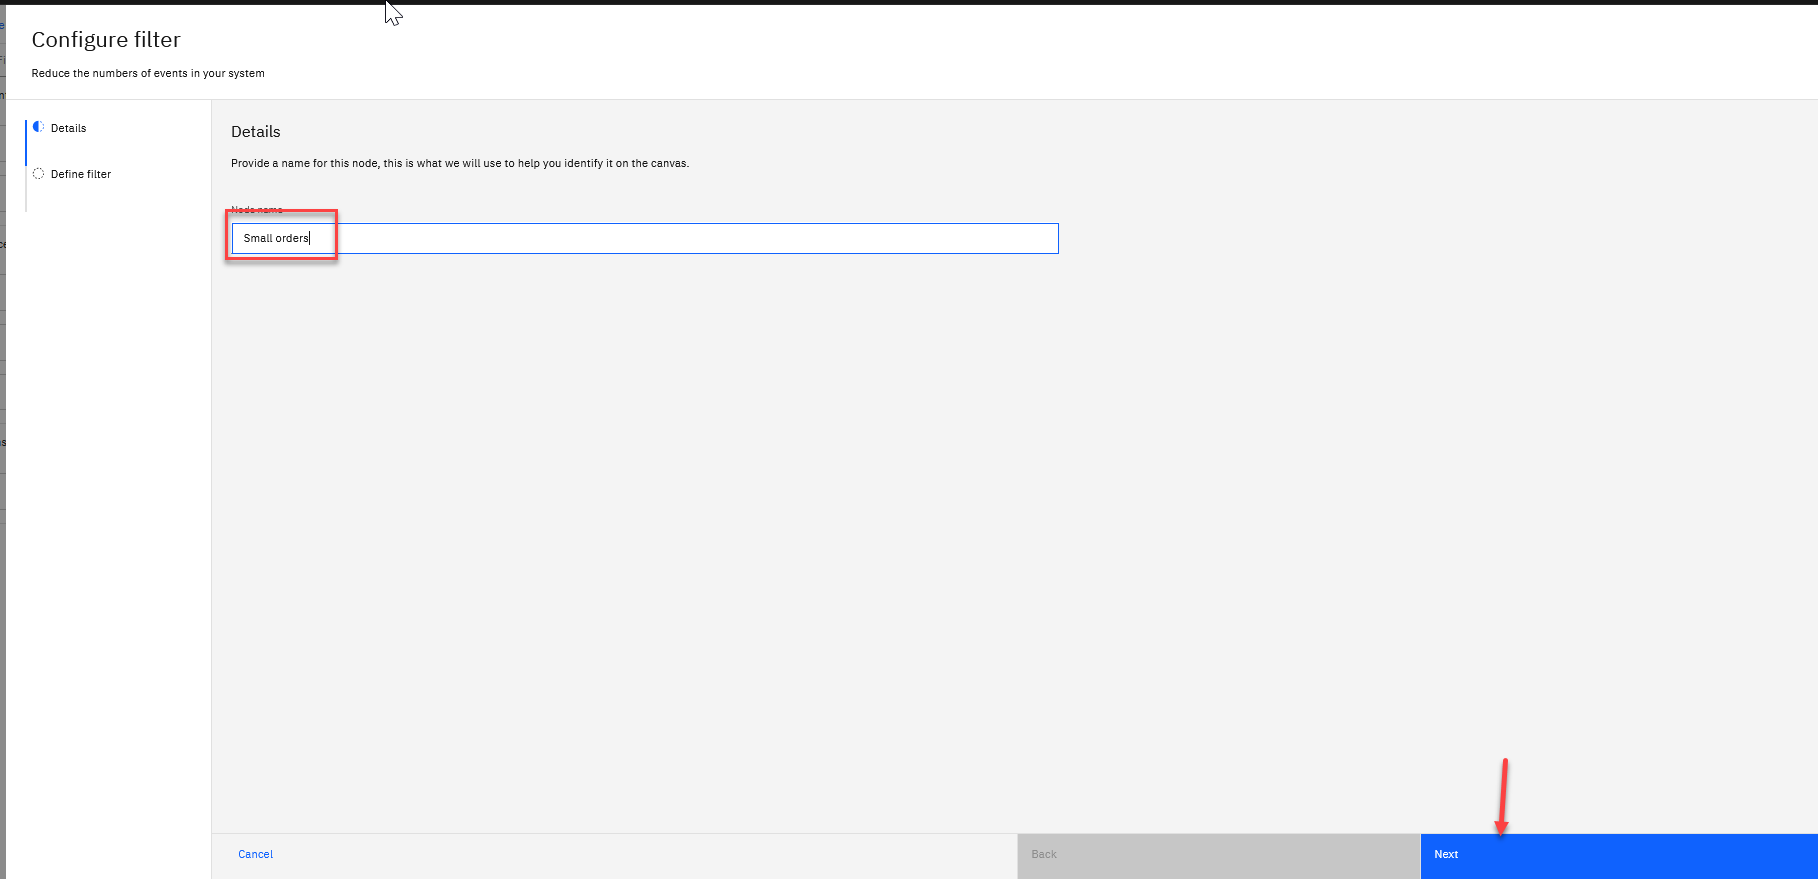 Configure filter
Reduce the numbers of events in your system
Details
Define filter
Details
Provide a name for this node, this is what we will use to help you identify it on the canvas.
Node name
Small orders
Cancel
Back
Next